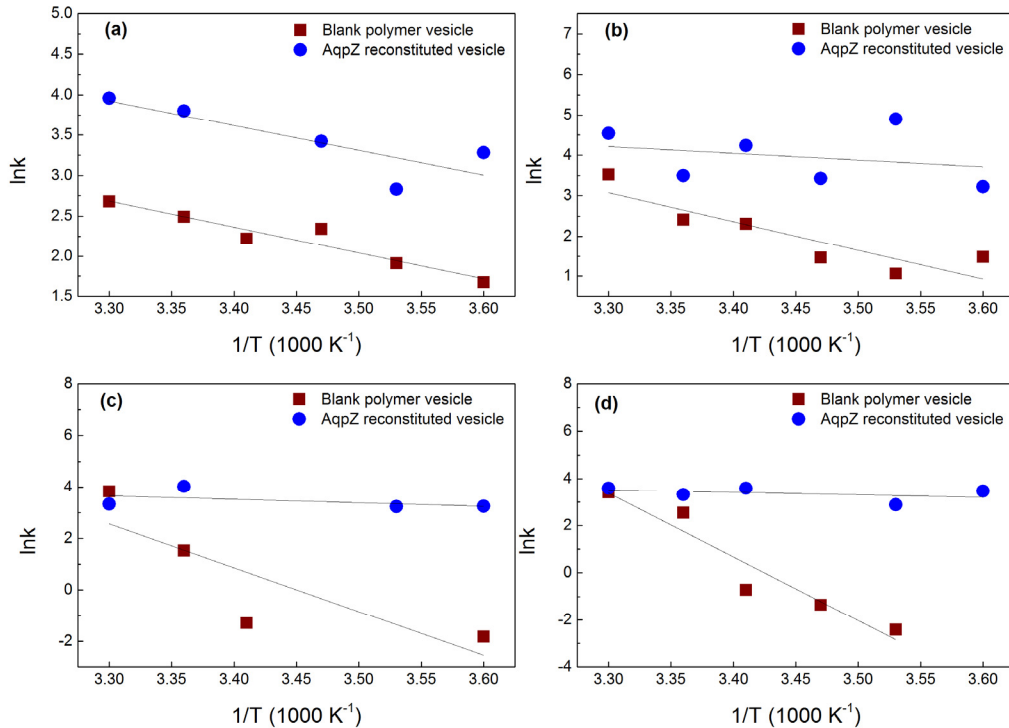 (a)
Blank polymer vesicle
AqpZ reconstituted vesicle
5.0
4.5
4.0
3.5
3.0
2.5
2.0
1.5
lnk
3.30 3.35 3.40 3.45 3.50 3.55 3.60
1/T (1000 K⁻¹)
(b)
Blank polymer vesicle
AqpZ reconstituted vesicle
7
6
5
4
3
2
1
lnk
3.30 3.35 3.40 3.45 3.50 3.55 3.60
1/T (1000 K⁻¹)
(c)
Blank polymer vesicle
AqpZ reconstituted vesicle
8
6
4
2
0
-2
lnk
3.30 3.35 3.40 3.45 3.50 3.55 3.60
1/T (1000 K⁻¹)
(d)
Blank polymer vesicle
AqpZ reconstituted vesicle
8
6
4
2
0
-2
-4
lnk
3.30 3.35 3.40 3.45 3.50 3.55 3.60
1/T (1000 K⁻¹)